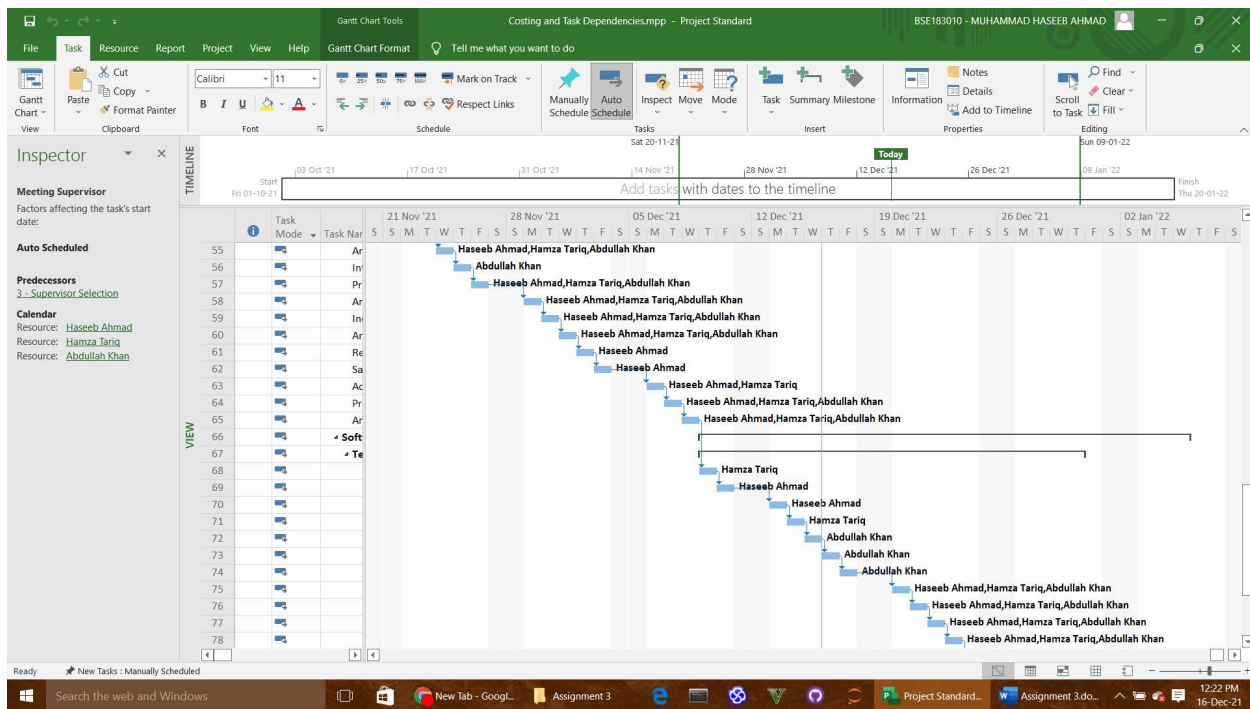 Gantt Chart Tools
Costing and Task Dependencies.mpp - Project Standard
BSE183010 - MUHAMMAD HASEEB AHMAD
File Task Resource Report Project View Help Gantt Chart Format Tell me what you want to do
Gantt Chart
View
Paste
Cut
Copy
Format Painter
Clipboard
Calibri 11
B I U A
Font
0% 25% 50% 75% 100%
Mark on Track
Respect Links
Schedule
Manually Schedule
Auto Schedule
Inspect Move Mode
Tasks
Task Summary Milestone
Insert
Information
Notes
Details
Add to Timeline
Properties
Scroll to Task
Find
Clear
Fill
Editing
Inspector
Meeting Supervisor
Factors affecting the task's start date:
Auto Scheduled
Predecessors
3 - Supervisor Selection
Calendar
Resource: Haseeb Ahmad
Resource: Hamza Tariq
Resource: Abdullah Khan
TIMELINE
Sat 20-11-21
Sun 09-01-22
Today
03 Oct '21 17 Oct '21 31 Oct '21 14 Nov '21 28 Nov '21 12 Dec '21 26 Dec '21 09 Jan '22
Start
Fri 01-10-21
Add tasks with dates to the timeline
Finish
Thu 20-01-22
VIEW
Task Mode
Task Nar
21 Nov '21 28 Nov '21 05 Dec '21 12 Dec '21 19 Dec '21 26 Dec '21 02 Jan '22
S S M T W T F S S M T W T F S S M T W T F S S M T W T F S S M T W T F S S M T W T F S S M T W T F S
55 Ar Haseeb Ahmad,Hamza Tariq,Abdullah Khan
56 Int Abdullah Khan
57 Pr Haseeb Ahmad,Hamza Tariq,Abdullah Khan
58 Ar Haseeb Ahmad,Hamza Tariq,Abdullah Khan
59 In Haseeb Ahmad,Hamza Tariq,Abdullah Khan
60 Ar Haseeb Ahmad,Hamza Tariq,Abdullah Khan
61 Re Haseeb Ahmad
62 Sa Haseeb Ahmad
63 Ac Haseeb Ahmad,Hamza Tariq
64 Pr Haseeb Ahmad,Hamza Tariq,Abdullah Khan
65 Ar Haseeb Ahmad,Hamza Tariq,Abdullah Khan
66 Soft
67 Te
68 Hamza Tariq
69 Haseeb Ahmad
70 Haseeb Ahmad
71 Hamza Tariq
72 Abdullah Khan
73 Abdullah Khan
74 Abdullah Khan
75 Haseeb Ahmad,Hamza Tariq,Abdullah Khan
76 Haseeb Ahmad,Hamza Tariq,Abdullah Khan
77 Haseeb Ahmad,Hamza Tariq,Abdullah Khan
78 Haseeb Ahmad,Hamza Tariq,Abdullah Khan
Ready New Tasks : Manually Scheduled
Search the web and Windows
New Tab - Googl...
Assignment 3
Project Standard...
Assignment 3.do...
12:22 PM
16-Dec-21